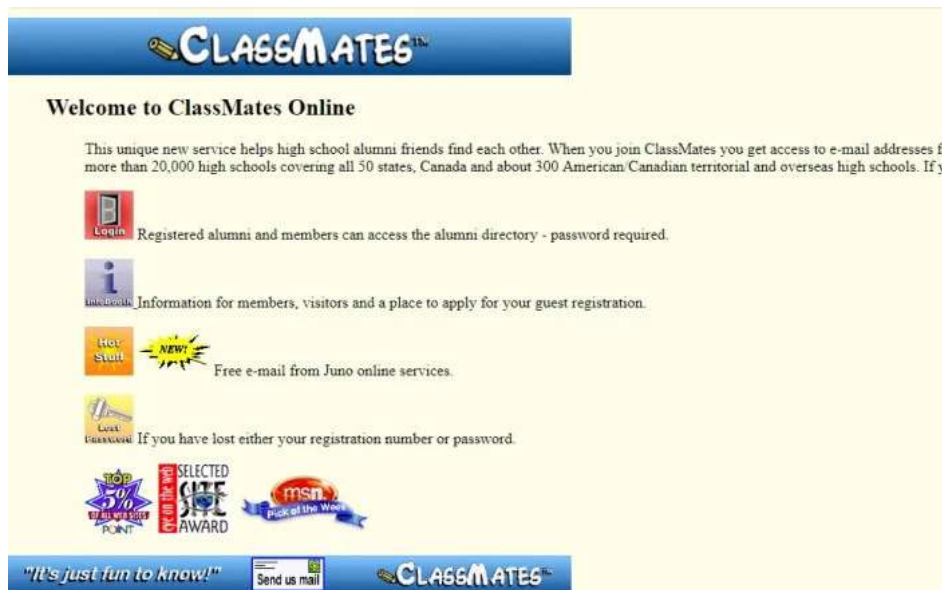 CLASSMATES™
Welcome to ClassMates Online
This unique new service helps high school alumni friends find each other. When you join ClassMates you get access to e-mail addresses f
more than 20,000 high schools covering all 50 states, Canada and about 300 American/Canadian territorial and overseas high schools. If y
Login
Registered alumni and members can access the alumni directory - password required.
InfoBooth
Information for members, visitors and a place to apply for your guest registration.
Hot
Stuff
NEW!
Free e-mail from Juno online services.
Lost
Password
If you have lost either your registration number or password.
TOP
5%
OF ALL WEB SITES
POINT
eye on the web
SELECTED
SITE
AWARD
msn.
Pick of the Week
"It's just fun to know!"
Send us mail
CLASSMATES™